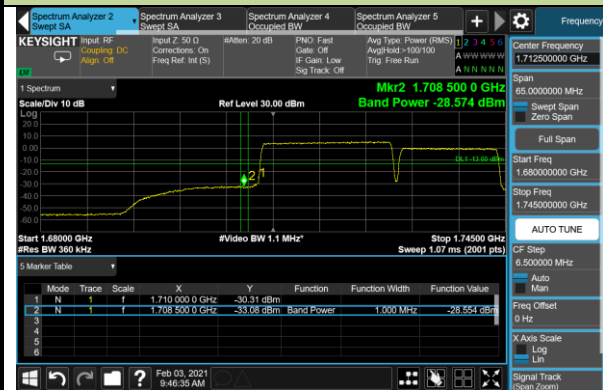 Spectrum Analyzer 2
Swept SA
Spectrum Analyzer 3
Swept SA
Spectrum Analyzer 4
Occupied BW
Spectrum Analyzer 5
Occupied BW
+
Frequency
KEYSIGHT
Input: RF
Coupling: DC
Align: Off
Input Z: 50 Ω
Corrections: On
Freq Ref: Int (S)
#Atten: 20 dB
PNO: Fast
Gate: Off
IF Gain: Low
Sig Track: Off
Avg Type: Power (RMS)
Avg|Hold:>100/100
Trig: Free Run
1 2 3 4 5 6
A WW WW W
A N N N N N
LXI
1 Spectrum
Scale/Div 10 dB
Ref Level 30.00 dBm
Mkr2 1.708 500 0 GHz
Band Power -28.574 dBm
Log
20.0
10.0
0.00
-10.0
-20.0
-30.0
-40.0
-50.0
-60.0
DL1 -13.00 dBm
2
1
Start 1.68000 GHz
#Res BW 360 kHz
#Video BW 1.1 MHz*
Stop 1.74500 GHz
Sweep 1.07 ms (2001 pts)
5 Marker Table
Mode Trace Scale X Y Function Function Width Function Value
1 N 1 f 1.710 000 0 GHz -30.31 dBm
2 N 1 f 1.708 500 0 GHz -33.08 dBm Band Power 1.000 MHz -28.554 dBm
3
4
5
6
Center Frequency
1.712500000 GHz
Span
65.0000000 MHz
Swept Span
Zero Span
Full Span
Start Freq
1.680000000 GHz
Stop Freq
1.745000000 GHz
AUTO TUNE
CF Step
6.500000 MHz
Auto
Man
Freq Offset
0 Hz
X Axis Scale
Log
Lin
Signal Track
(Span Zoom)
?
Feb 03, 2021
9:46:35 AM